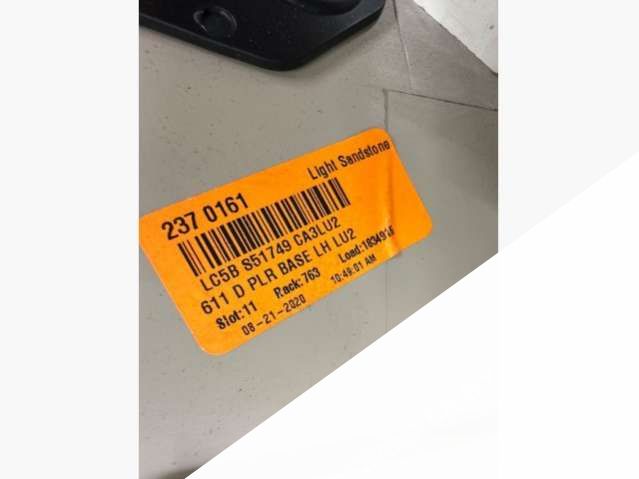 237 0161 Light Sandstone
LC5B S51749 CA3LU2
611 D PLR BASE LH LU2
Slot:11 Rack:763
08-21-2020 10:49:01 AM